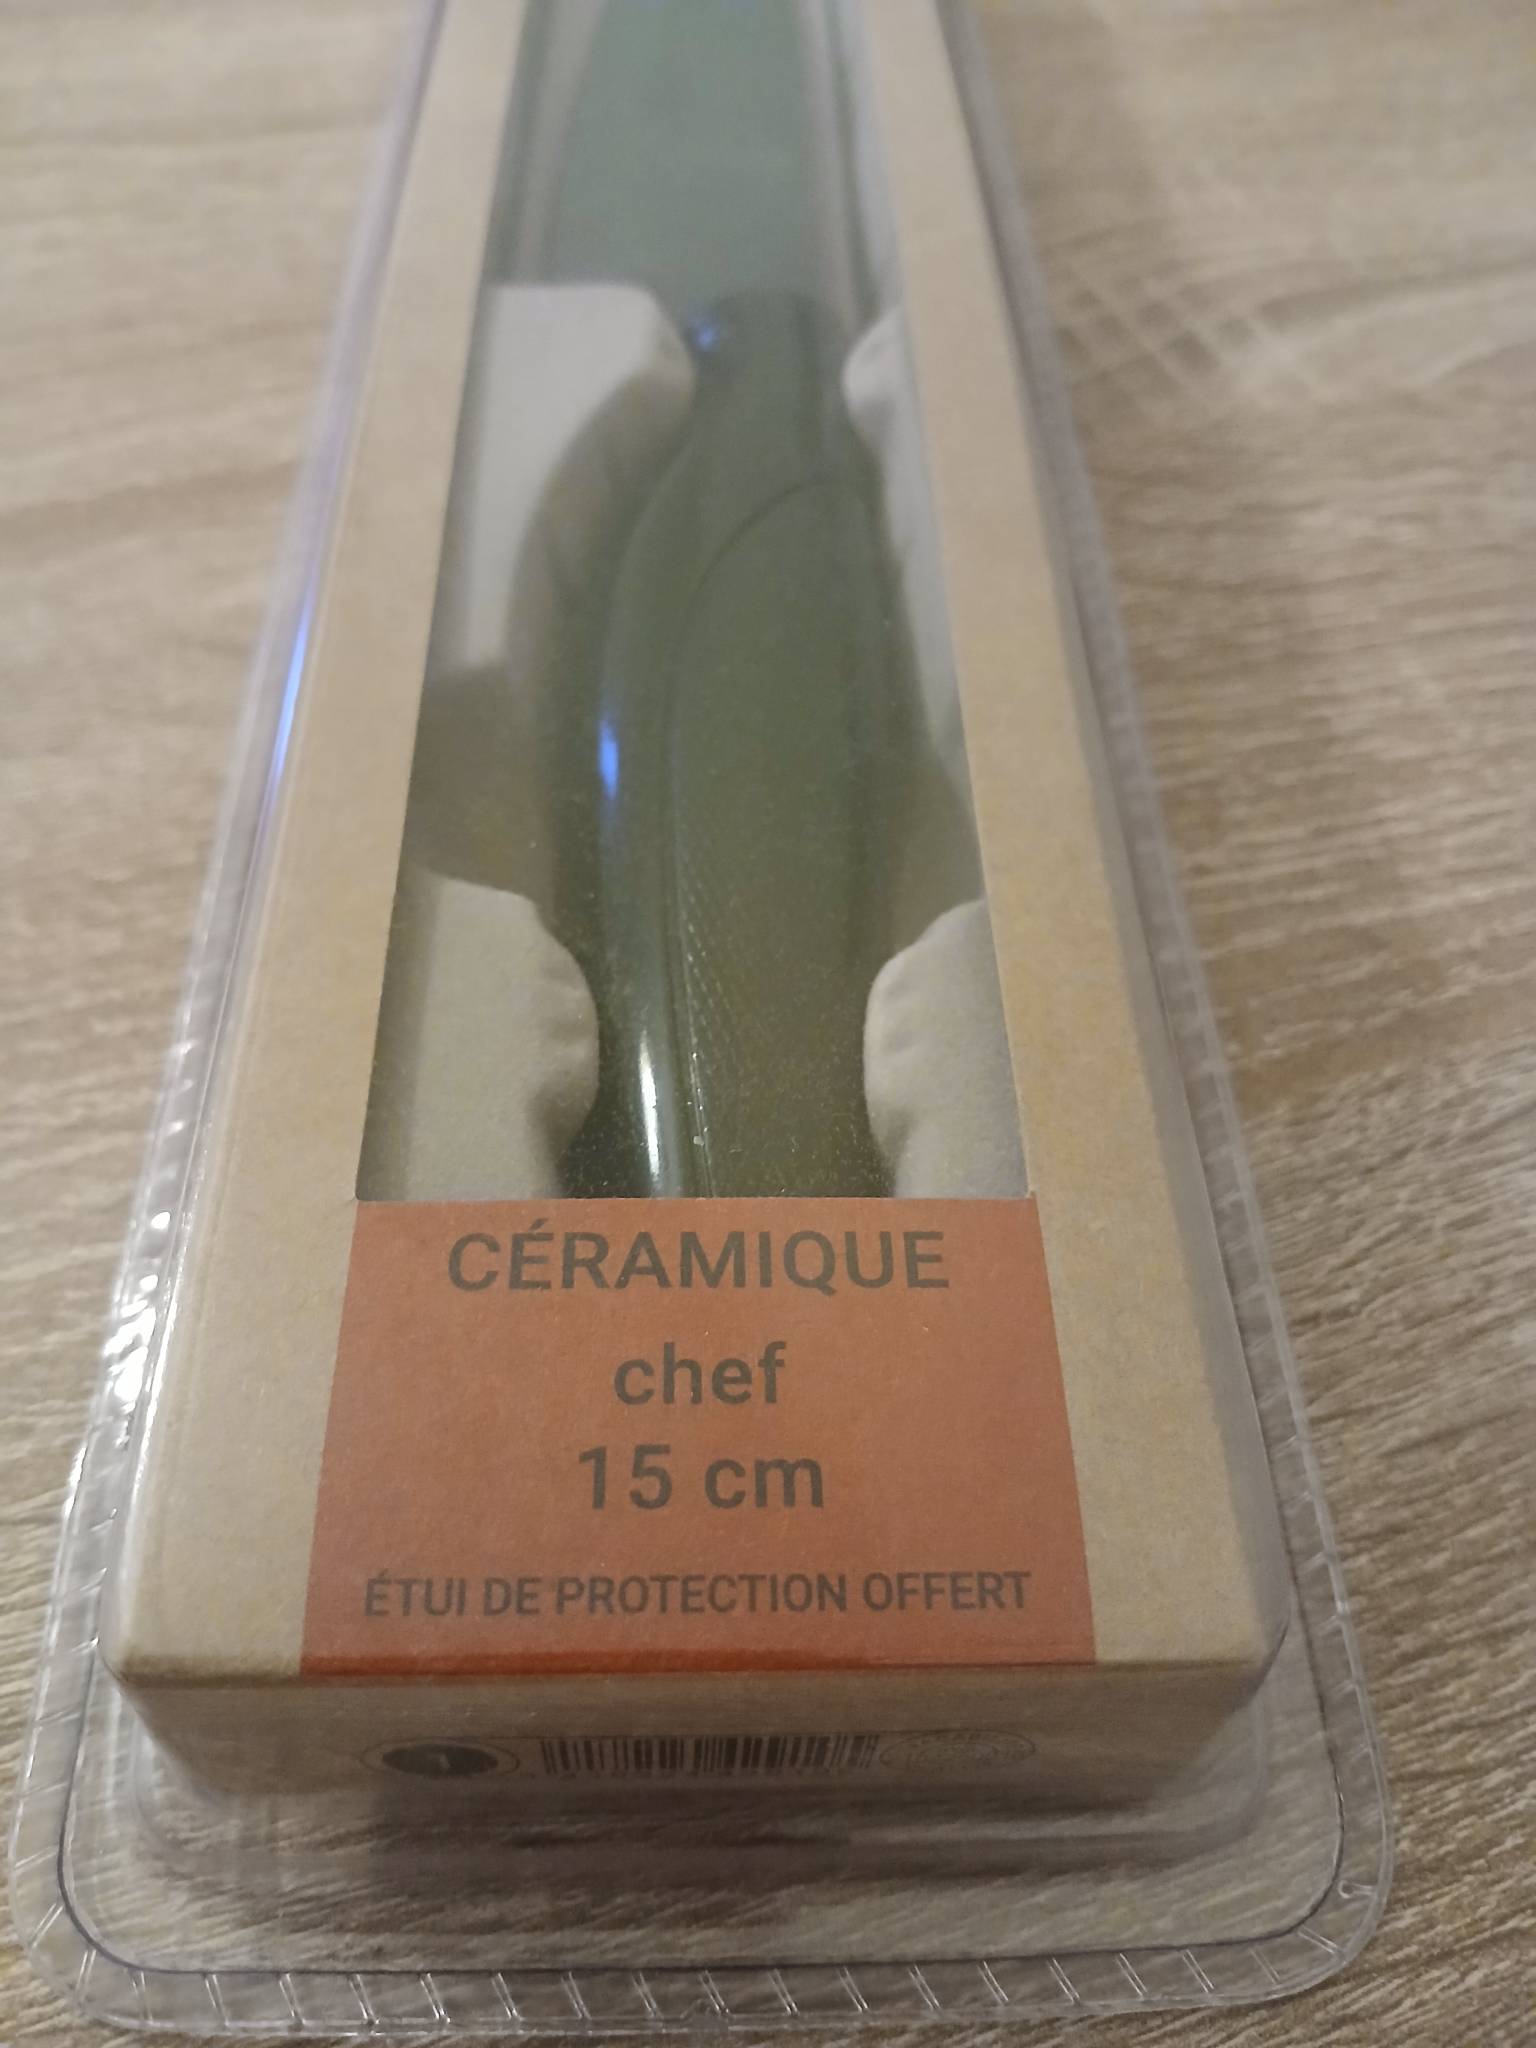 CÉRAMIQUE
chef
15 cm
ÉTUI DE PROTECTION OFFERT